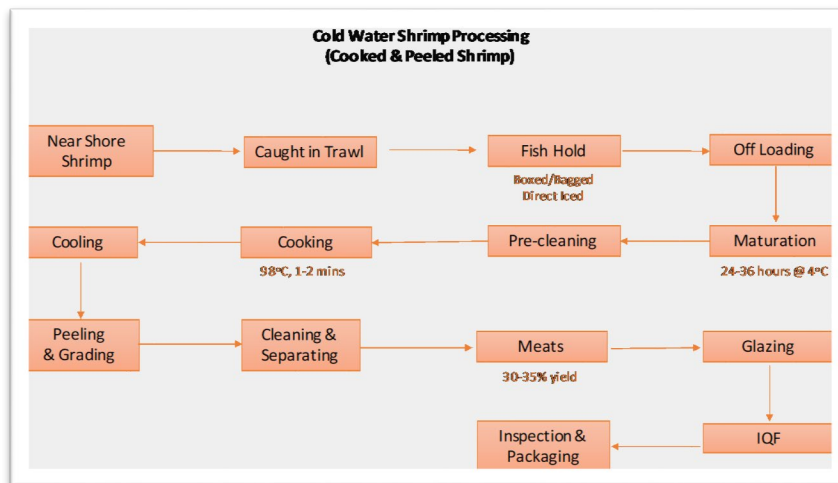 Cold Water Shrimp Processing
(Cooked & Peeled Shrimp)
Near Shore
Shrimp
Caught in Trawl
Fish Hold
Off Loading
Boxed/Bagged
Direct Iced
Cooling
Cooking
Pre-cleaning
Maturation
98°C, 1-2 mins
24-36 hours @ 4°C
Peeling
& Grading
Cleaning &
Separating
Meats
Glazing
30-35% yield
Inspection &
Packaging
IQF